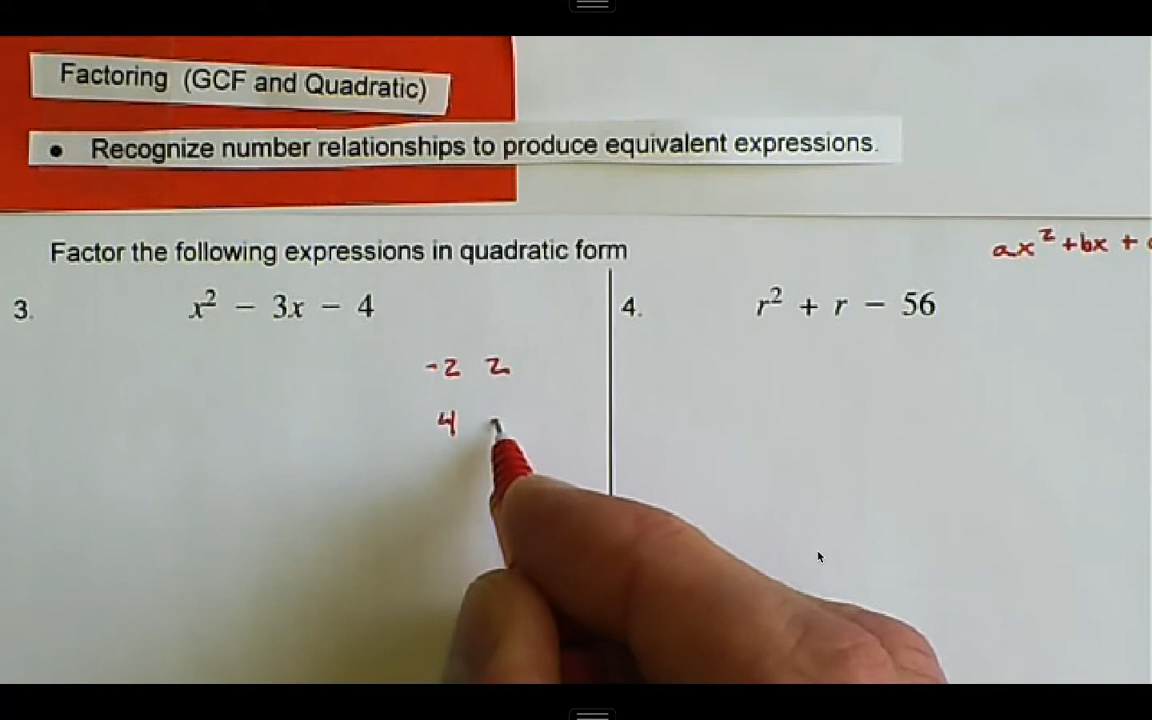 Factoring (GCF and Quadratic)
• Recognize number relationships to produce equivalent expressions.
ax² + bx +
Factor the following expressions in quadratic form
3. x² − 3x − 4
4. r² + r − 56
-2 2
4